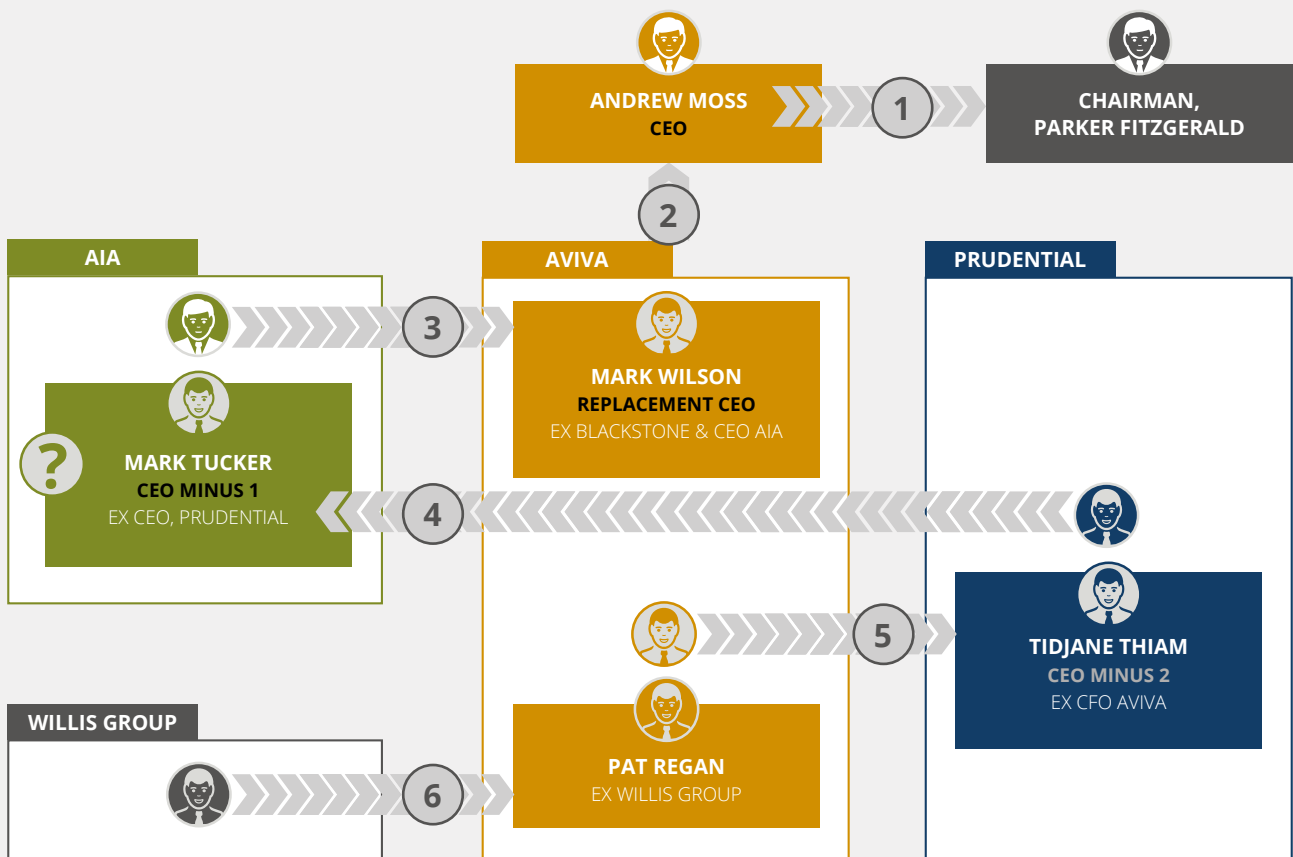 ANDREW MOSS
CEO
1
CHAIRMAN,
PARKER FITZGERALD
2
AIA
AVIVA
PRUDENTIAL
3
MARK WILSON
REPLACEMENT CEO
EX BLACKSTONE & CEO AIA
?
MARK TUCKER
CEO MINUS 1
EX CEO, PRUDENTIAL
4
5
TIDJANE THIAM
CEO MINUS 2
EX CFO AVIVA
WILLIS GROUP
6
PAT REGAN
EX WILLIS GROUP